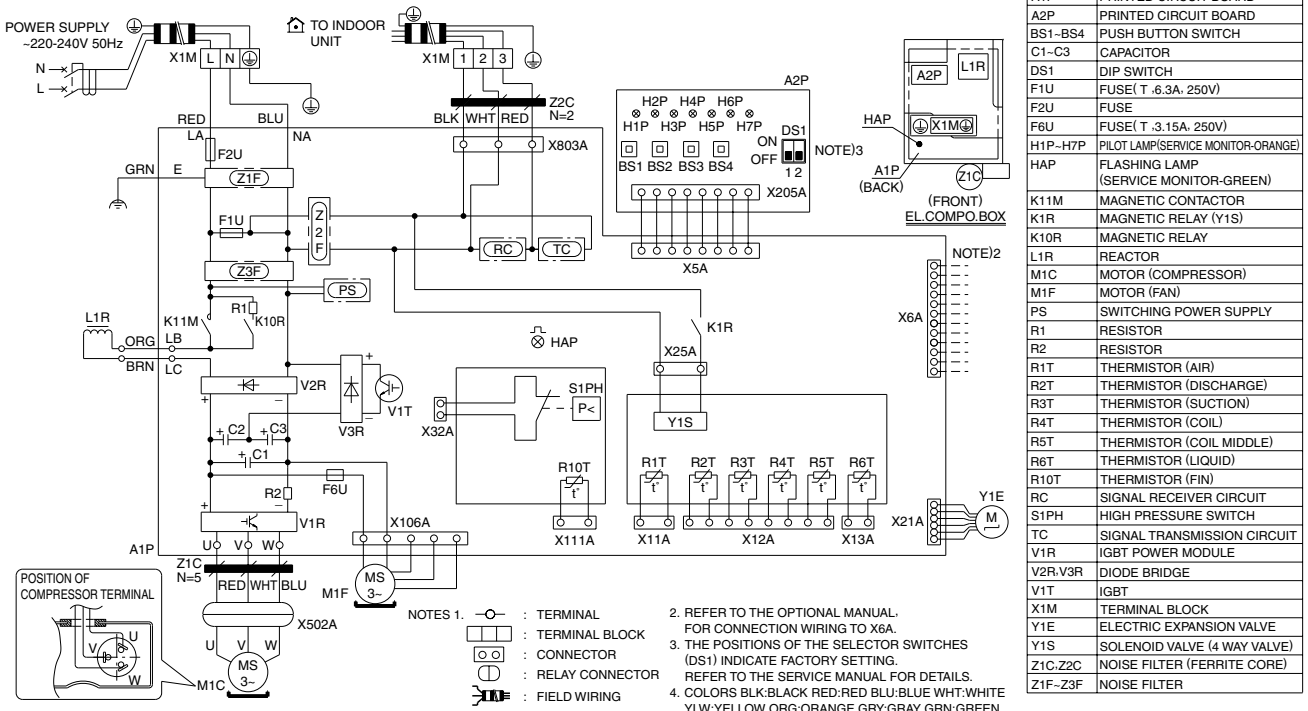 POWER SUPPLY
~220-240V 50Hz
N
L
X1M
L N
TO INDOOR
UNIT
X1M
1 2 3
RED
BLU
LA
NA
F2U
GRN
E
Z1F
BLK WHT RED
Z2C
N=2
X803A
F1U
Z2F
RC
TC
Z3F
PS
R1
K11M
K10R
L1R
ORG
LB
BRN
LC
V2R
+
−
+
−
V3R
V1T
+ C2
+ C3
+ C1
R2
F6U
+
−
V1R
A1P
U V W
Z1C
N=5
RED WHT BLU
X502A
U V W
MS
3~
M1C
POSITION OF
COMPRESSOR TERMINAL
U
V
W
X106A
MS
3~
M1F
A2P
H2P H4P H6P
H1P H3P H5P H7P
DS1
ON
OFF
1 2
NOTE)3
BS1 BS2 BS3 BS4
X205A
X5A
A2P
L1R
HAP
X1M
A1P
(BACK)
Z1C
(FRONT)
EL.COMPO.BOX
NOTE)2
X6A
K1R
HAP
X25A
Y1S
S1PH
P<
X32A
R10T
t°
X111A
R1T R2T R3T R4T R5T R6T
t° t° t° t° t° t°
X11A
X12A
X13A
X21A
Y1E
M
NOTES 1.
: TERMINAL
: TERMINAL BLOCK
: CONNECTOR
: RELAY CONNECTOR
: FIELD WIRING
2. REFER TO THE OPTIONAL MANUAL,
FOR CONNECTION WIRING TO X6A.
3. THE POSITIONS OF THE SELECTOR SWITCHES
(DS1) INDICATE FACTORY SETTING.
REFER TO THE SERVICE MANUAL FOR DETAILS.
4. COLORS BLK:BLACK RED:RED BLU:BLUE WHT:WHITE
YLW:YELLOW ORG:ORANGE GRY:GRAY GRN:GREEN
A2P PRINTED CIRCUIT BOARD
BS1~BS4 PUSH BUTTON SWITCH
C1~C3 CAPACITOR
DS1 DIP SWITCH
F1U FUSE( T ,6.3A, 250V)
F2U FUSE
F6U FUSE( T ,3.15A, 250V)
H1P~H7P PILOT LAMP(SERVICE MONITOR-ORANGE)
HAP FLASHING LAMP
(SERVICE MONITOR-GREEN)
K11M MAGNETIC CONTACTOR
K1R MAGNETIC RELAY (Y1S)
K10R MAGNETIC RELAY
L1R REACTOR
M1C MOTOR (COMPRESSOR)
M1F MOTOR (FAN)
PS SWITCHING POWER SUPPLY
R1 RESISTOR
R2 RESISTOR
R1T THERMISTOR (AIR)
R2T THERMISTOR (DISCHARGE)
R3T THERMISTOR (SUCTION)
R4T THERMISTOR (COIL)
R5T THERMISTOR (COIL MIDDLE)
R6T THERMISTOR (LIQUID)
R10T THERMISTOR (FIN)
RC SIGNAL RECEIVER CIRCUIT
S1PH HIGH PRESSURE SWITCH
TC SIGNAL TRANSMISSION CIRCUIT
V1R IGBT POWER MODULE
V2R,V3R DIODE BRIDGE
V1T IGBT
X1M TERMINAL BLOCK
Y1E ELECTRIC EXPANSION VALVE
Y1S SOLENOID VALVE (4 WAY VALVE)
Z1C,Z2C NOISE FILTER (FERRITE CORE)
Z1F~Z3F NOISE FILTER